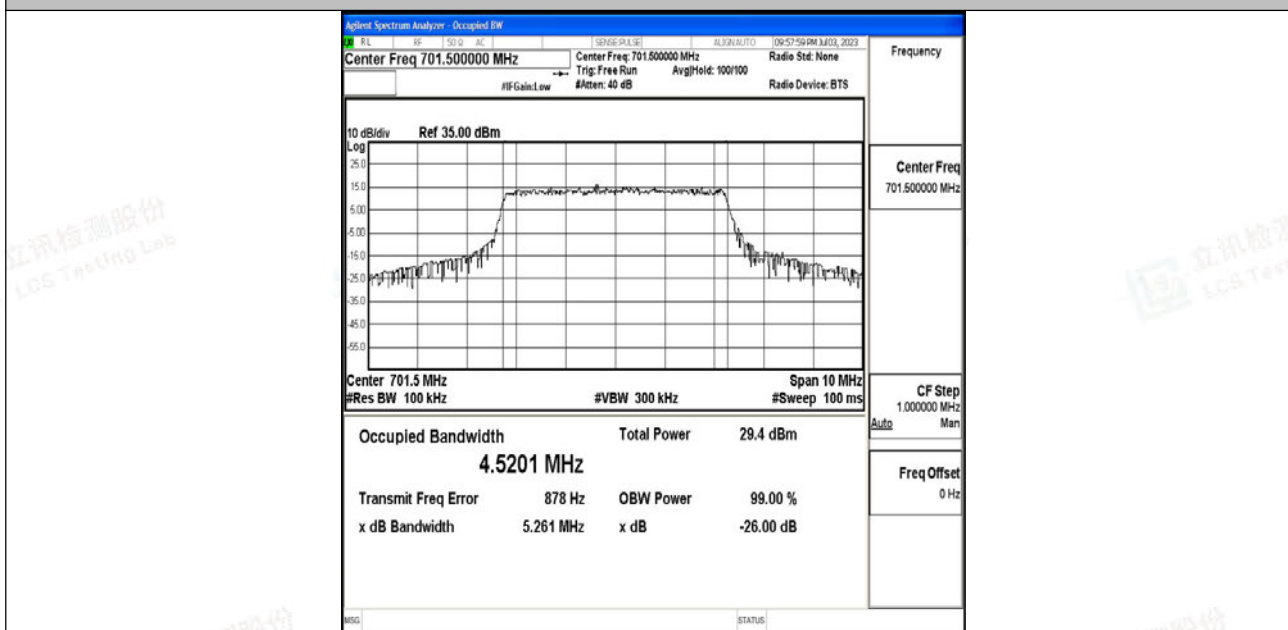 Agilent Spectrum Analyzer - Occupied BW
RL RF 50 Ω AC SENSE:PULSE ALIGN AUTO 09:57:59 PM Jul 03, 2023
Center Freq 701.500000 MHz
Center Freq: 701.500000 MHz
Radio Std: None
Trig: Free Run Avg|Hold: 100/100
#IFGain:Low
#Atten: 40 dB
Radio Device: BTS
10 dB/div Ref 35.00 dBm
Log
25.0
15.0
5.00
-5.00
-15.0
-25.0
-35.0
-45.0
-55.0
Center 701.5 MHz Span 10 MHz
#Res BW 100 kHz #VBW 300 kHz #Sweep 100 ms
Occupied Bandwidth Total Power 29.4 dBm
4.5201 MHz
Transmit Freq Error 878 Hz OBW Power 99.00 %
x dB Bandwidth 5.261 MHz x dB -26.00 dB
MSG STATUS
Frequency
Center Freq
701.500000 MHz
CF Step
1.000000 MHz
Auto Man
Freq Offset
0 Hz
立讯检测股份
LCS Testing Lab